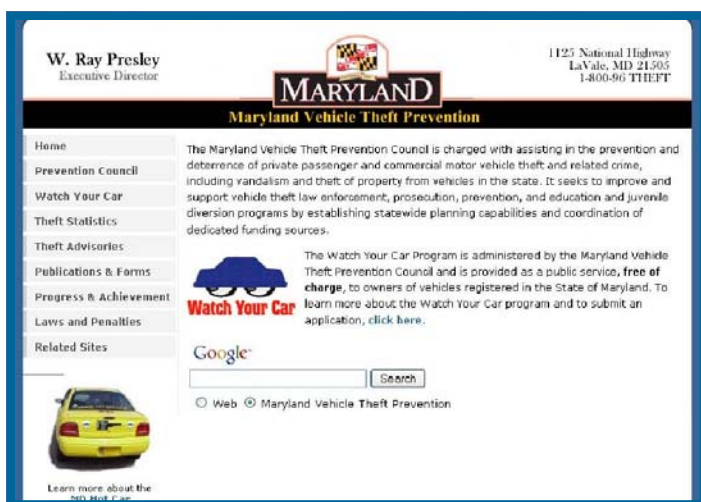 W. Ray Presley
Executive Director
MARYLAND
1125 National Highway
LaVale, MD 21505
1-800-96 THEFT
Maryland Vehicle Theft Prevention
Home
Prevention Council
Watch Your Car
Theft Statistics
Theft Advisories
Publications & Forms
Progress & Achievement
Laws and Penalties
Related Sites
The Maryland Vehicle Theft Prevention Council is charged with assisting in the prevention and
deterrence of private passenger and commercial motor vehicle theft and related crime,
including vandalism and theft of property from vehicles in the state. It seeks to improve and
support vehicle theft law enforcement, prosecution, prevention, and education and juvenile
diversion programs by establishing statewide planning capabilities and coordination of
dedicated funding sources.
Watch Your Car
The Watch Your Car Program is administered by the Maryland Vehicle
Theft Prevention Council and is provided as a public service, free of
charge, to owners of vehicles registered in the State of Maryland. To
learn more about the Watch Your Car program and to submit an
application, click here.
Google
Search
Web Maryland Vehicle Theft Prevention
Learn more about the
MD Hot Car